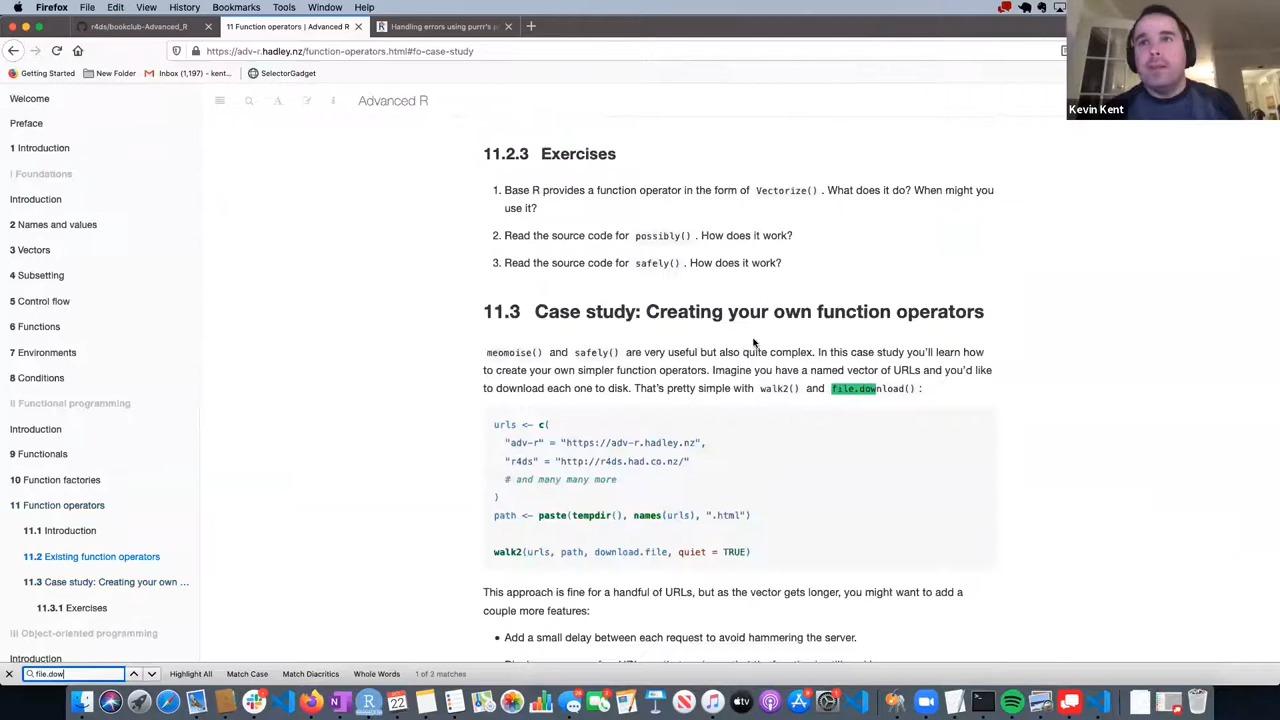 Firefox File Edit View History Bookmarks Tools Window Help
r4ds/bookclub-Advanced_R
11 Function operators | Advanced R
Handling errors using purrr's p
https://adv-r.hadley.nz/function-operators.html#fo-case-study
Getting Started New Folder Inbox (1,197) - kent... SelectorGadget
Kevin Kent
Advanced R
Welcome
Preface
1 Introduction
I Foundations
Introduction
2 Names and values
3 Vectors
4 Subsetting
5 Control flow
6 Functions
7 Environments
8 Conditions
II Functional programming
Introduction
9 Functionals
10 Function factories
11 Function operators
11.1 Introduction
11.2 Existing function operators
11.3 Case study: Creating your own ...
11.3.1 Exercises
III Object-oriented programming
Introduction
11.2.3 Exercises
1. Base R provides a function operator in the form of Vectorize() . What does it do? When might you
use it?
2. Read the source code for possibly() . How does it work?
3. Read the source code for safely() . How does it work?
11.3 Case study: Creating your own function operators
meomoise() and safely() are very useful but also quite complex. In this case study you'll learn how
to create your own simpler function operators. Imagine you have a named vector of URLs and you'd like
to download each one to disk. That's pretty simple with walk2() and file.download() :
urls <- c(
"adv-r" = "https://adv-r.hadley.nz",
"r4ds" = "http://r4ds.had.co.nz/"
# and many many more
)
path <- paste(tempdir(), names(urls), ".html")
walk2(urls, path, download.file, quiet = TRUE)
This approach is fine for a handful of URLs, but as the vector gets longer, you might want to add a
couple more features:
• Add a small delay between each request to avoid hammering the server.
file.dow
Highlight All Match Case Match Diacritics Whole Words 1 of 2 matches